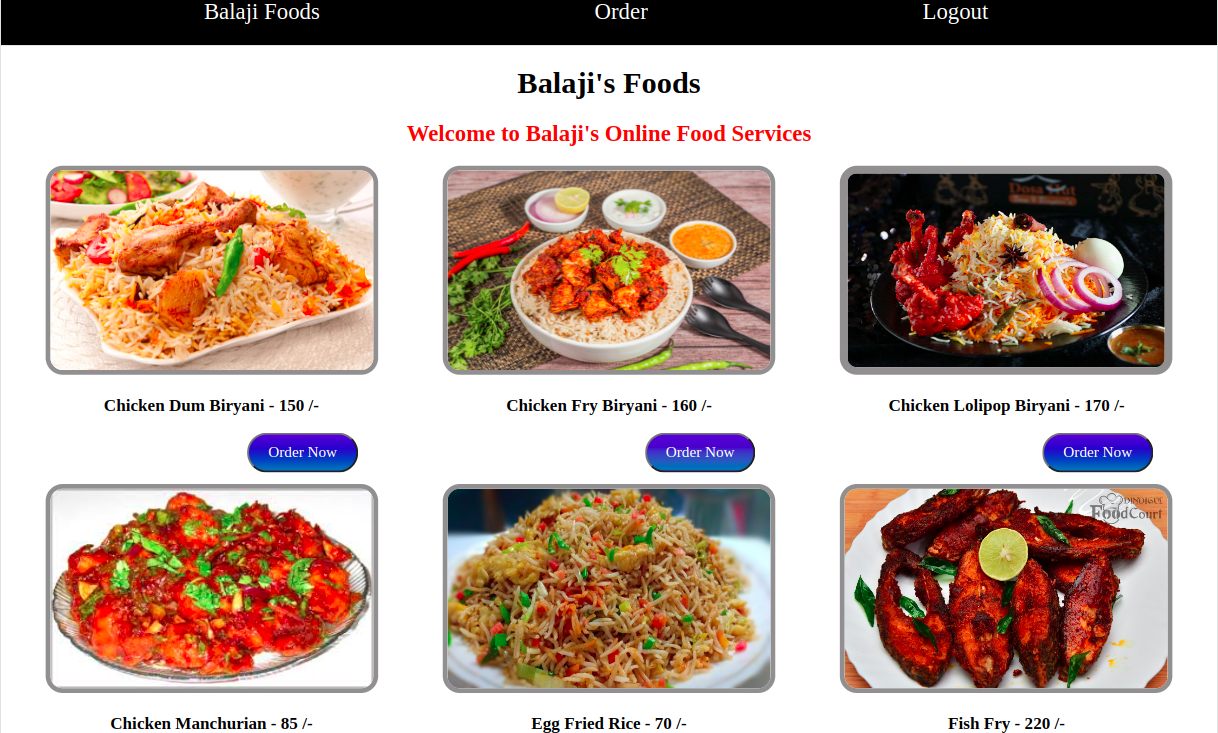 Balaji Foods Order Logout
Balaji's Foods
Welcome to Balaji's Online Food Services
Dosa Hut
Chicken Dum Biryani - 150 /- Chicken Fry Biryani - 160 /- Chicken Lolipop Biryani - 170 /-
Order Now Order Now Order Now
DINDIGUL
FoodCourt
Chicken Manchurian - 85 /- Egg Fried Rice - 70 /- Fish Fry - 220 /-